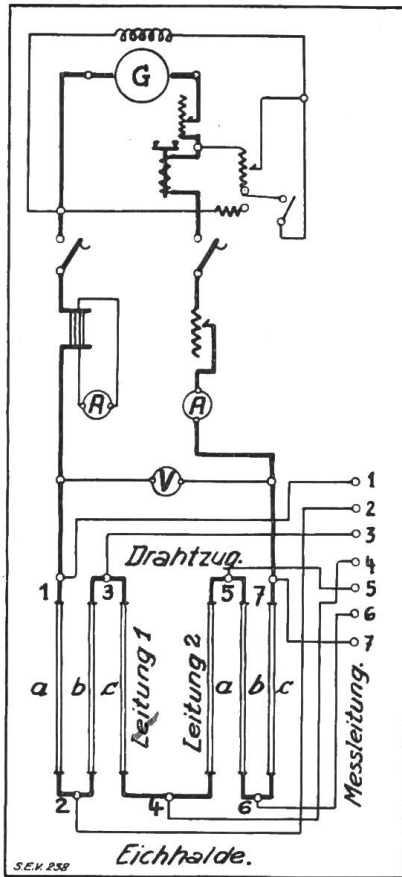 G
A
A
V
1
2
3
4
5
6
7
Drahtzug.
1
3
5
7
a
b
c
Leitung 1
Leitung 2
a
b
c
Messleitung.
2
4
6
Eichhalde.
S.E.V. 238